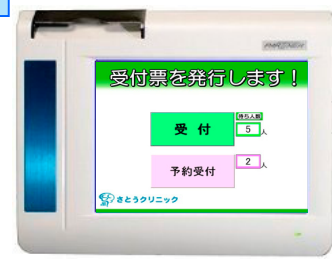 受付票を発行します！
待ち人数
受 付
5 人
予約受付
2 人
さとうクリニック